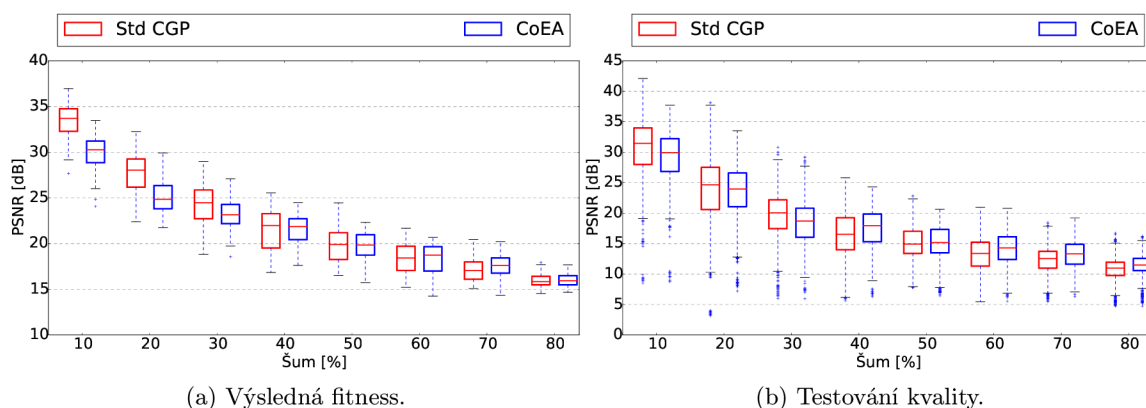 Std CGP
CoEA
40
35
30
25
20
15
10
PSNR [dB]
10 20 30 40 50 60 70 80
Šum [%]
(a) Výsledná fitness.
Std CGP
CoEA
45
40
35
30
25
20
15
10
5
0
PSNR [dB]
10 20 30 40 50 60 70 80
Šum [%]
(b) Testování kvality.